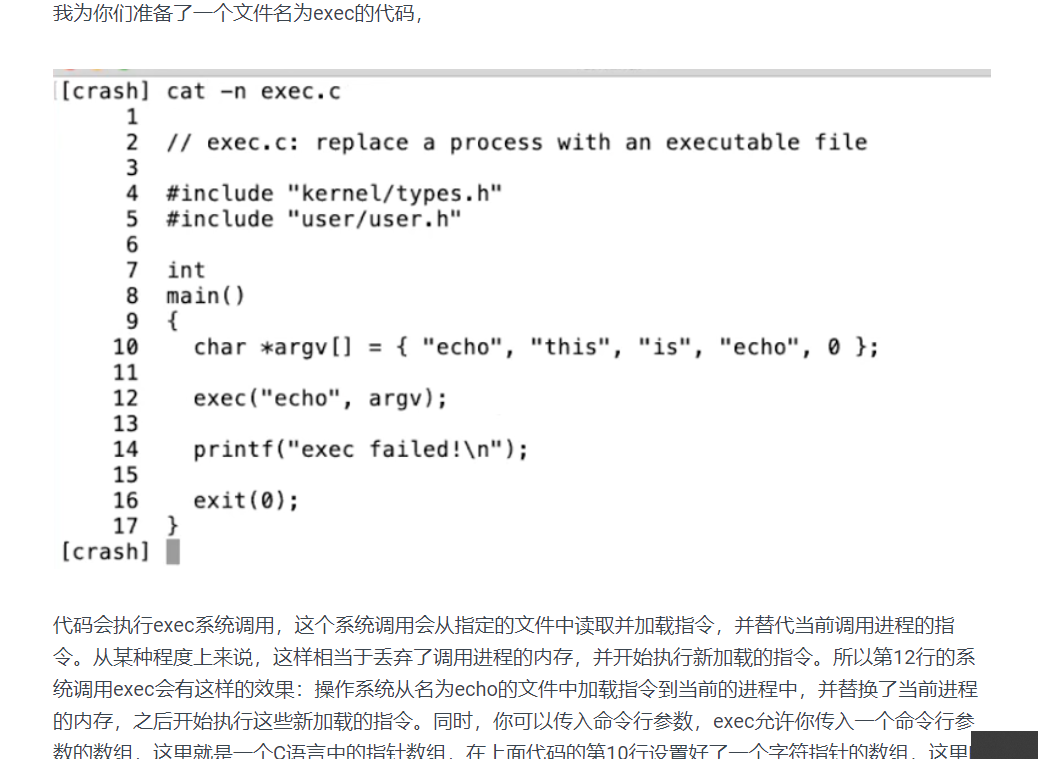 我为你们准备了一个文件名为exec的代码，
[crash] cat -n exec.c
1
2 // exec.c: replace a process with an executable file
3
4 #include "kernel/types.h"
5 #include "user/user.h"
6
7 int
8 main()
9 {
10 char *argv[] = { "echo", "this", "is", "echo", 0 };
11
12 exec("echo", argv);
13
14 printf("exec failed!\n");
15
16 exit(0);
17 }
[crash]
代码会执行exec系统调用，这个系统调用会从指定的文件中读取并加载指令，并替代当前调用进程的指
令。从某种程度上来说，这样相当于丢弃了调用进程的内存，并开始执行新加载的指令。所以第12行的系
统调用exec会有这样的效果：操作系统从名为echo的文件中加载指令到当前的进程中，并替换了当前进程
的内存，之后开始执行这些新加载的指令。同时，你可以传入命令行参数，exec允许你传入一个命令行参
数的数组，这里就是一个C语言中的指针数组，在上面代码的第10行设置好了一个字符指针的数组，这里